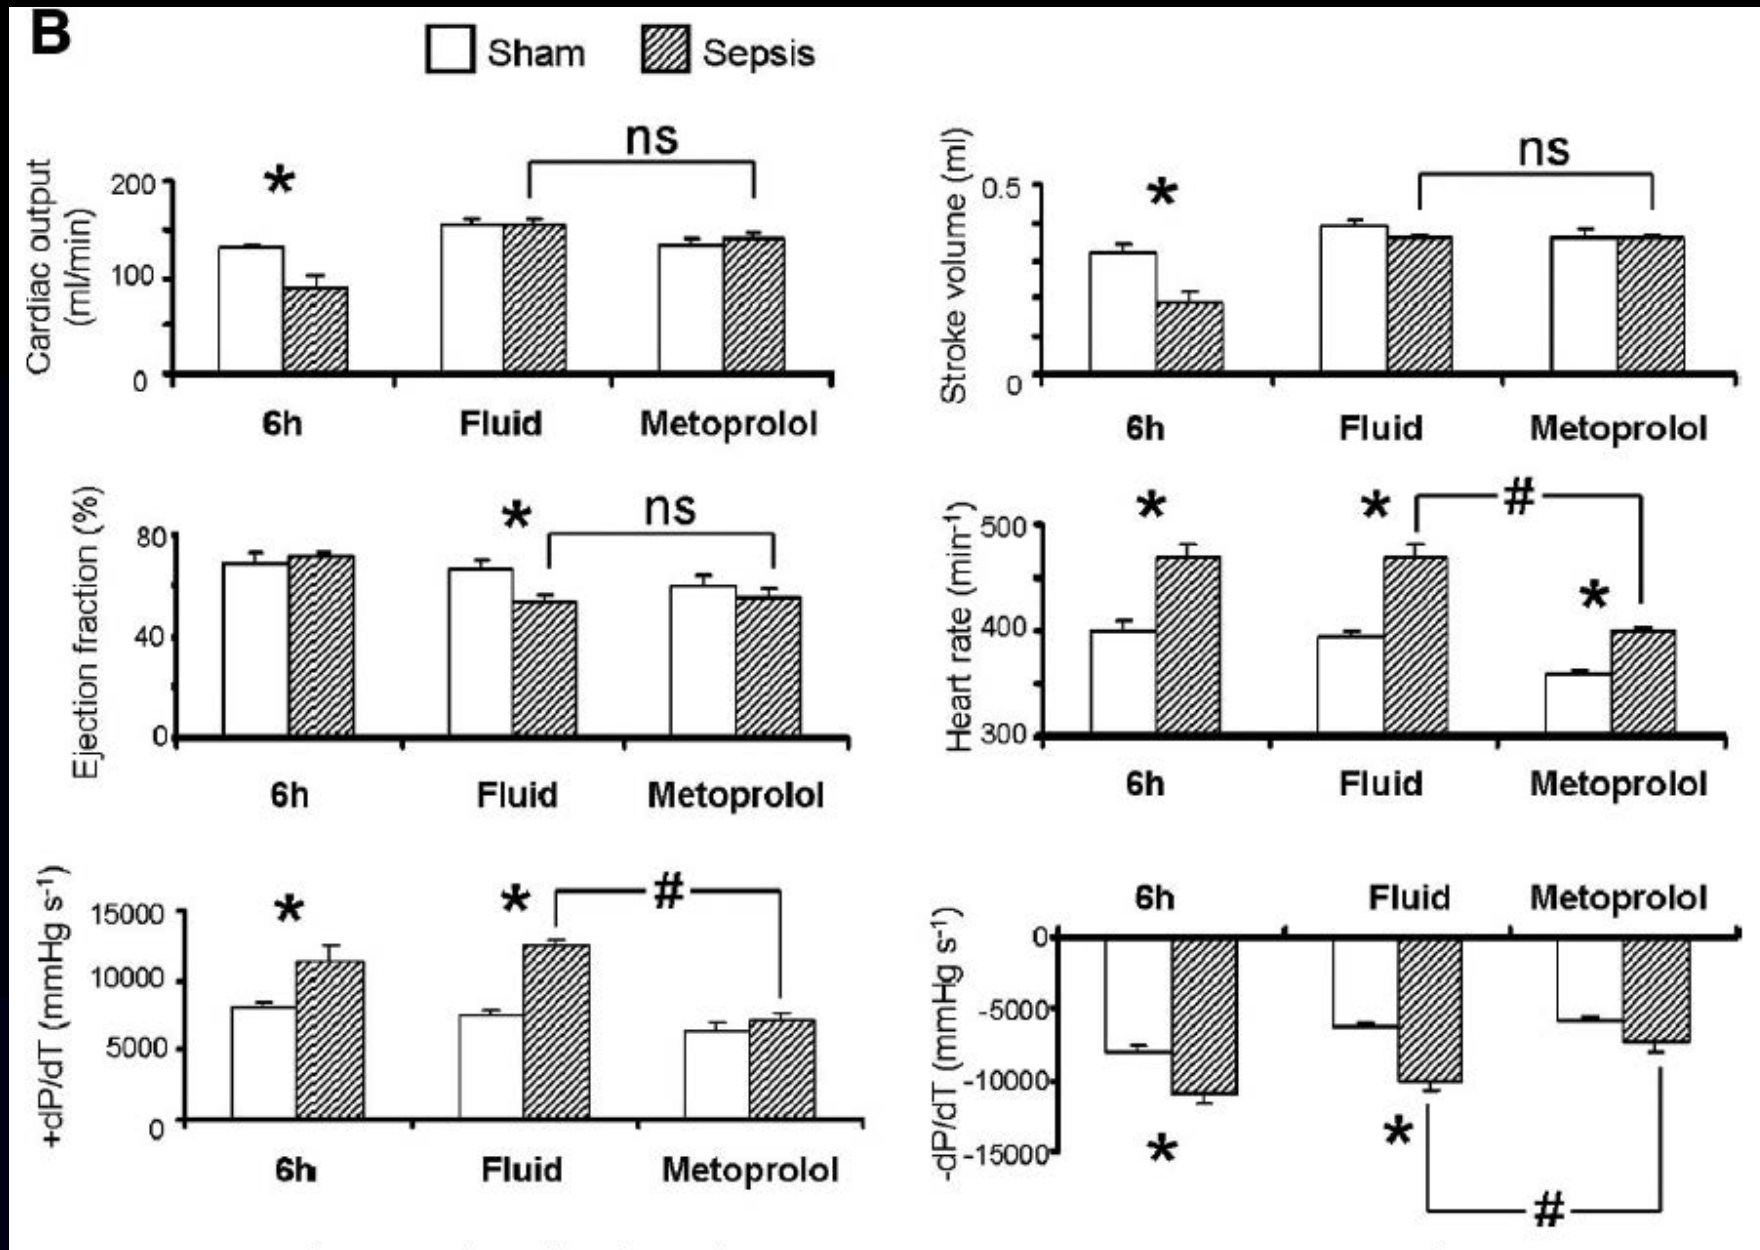 B
Sham Sepsis
Cardiac output
(ml/min)
200
100
0
*
ns
6h Fluid Metoprolol
Stroke volume (ml)
0.5
0
*
ns
6h Fluid Metoprolol
Ejection fraction (%)
80
40
0
*
ns
6h Fluid Metoprolol
Heart rate (min⁻¹)
500
400
300
* * # *
6h Fluid Metoprolol
+dP/dT (mmHg s⁻¹)
15000
10000
5000
0
* * #
6h Fluid Metoprolol
-dP/dT (mmHg s⁻¹)
6h Fluid Metoprolol
0
-5000
-10000
-15000
* *
#